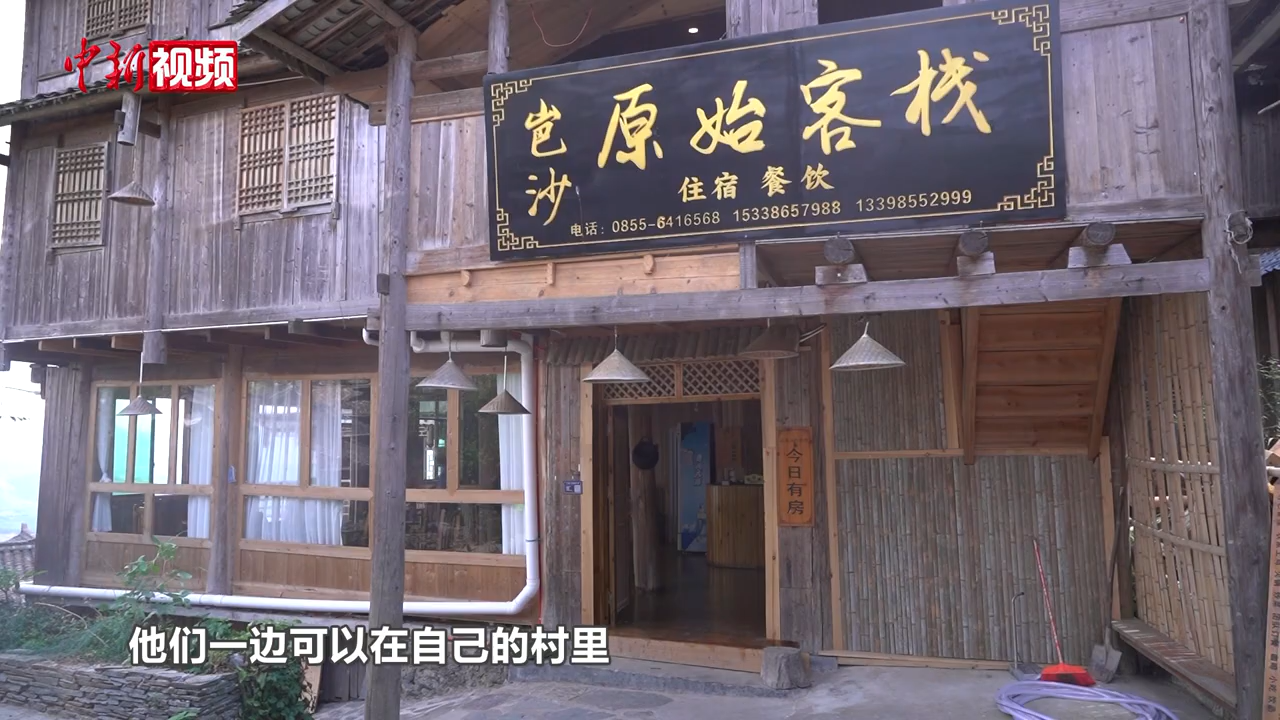 中新视频
岜沙
原始客栈
住宿 餐饮
电话：0855-6416568 15338657988 13398552999
今日有房
他们一边可以在自己的村里